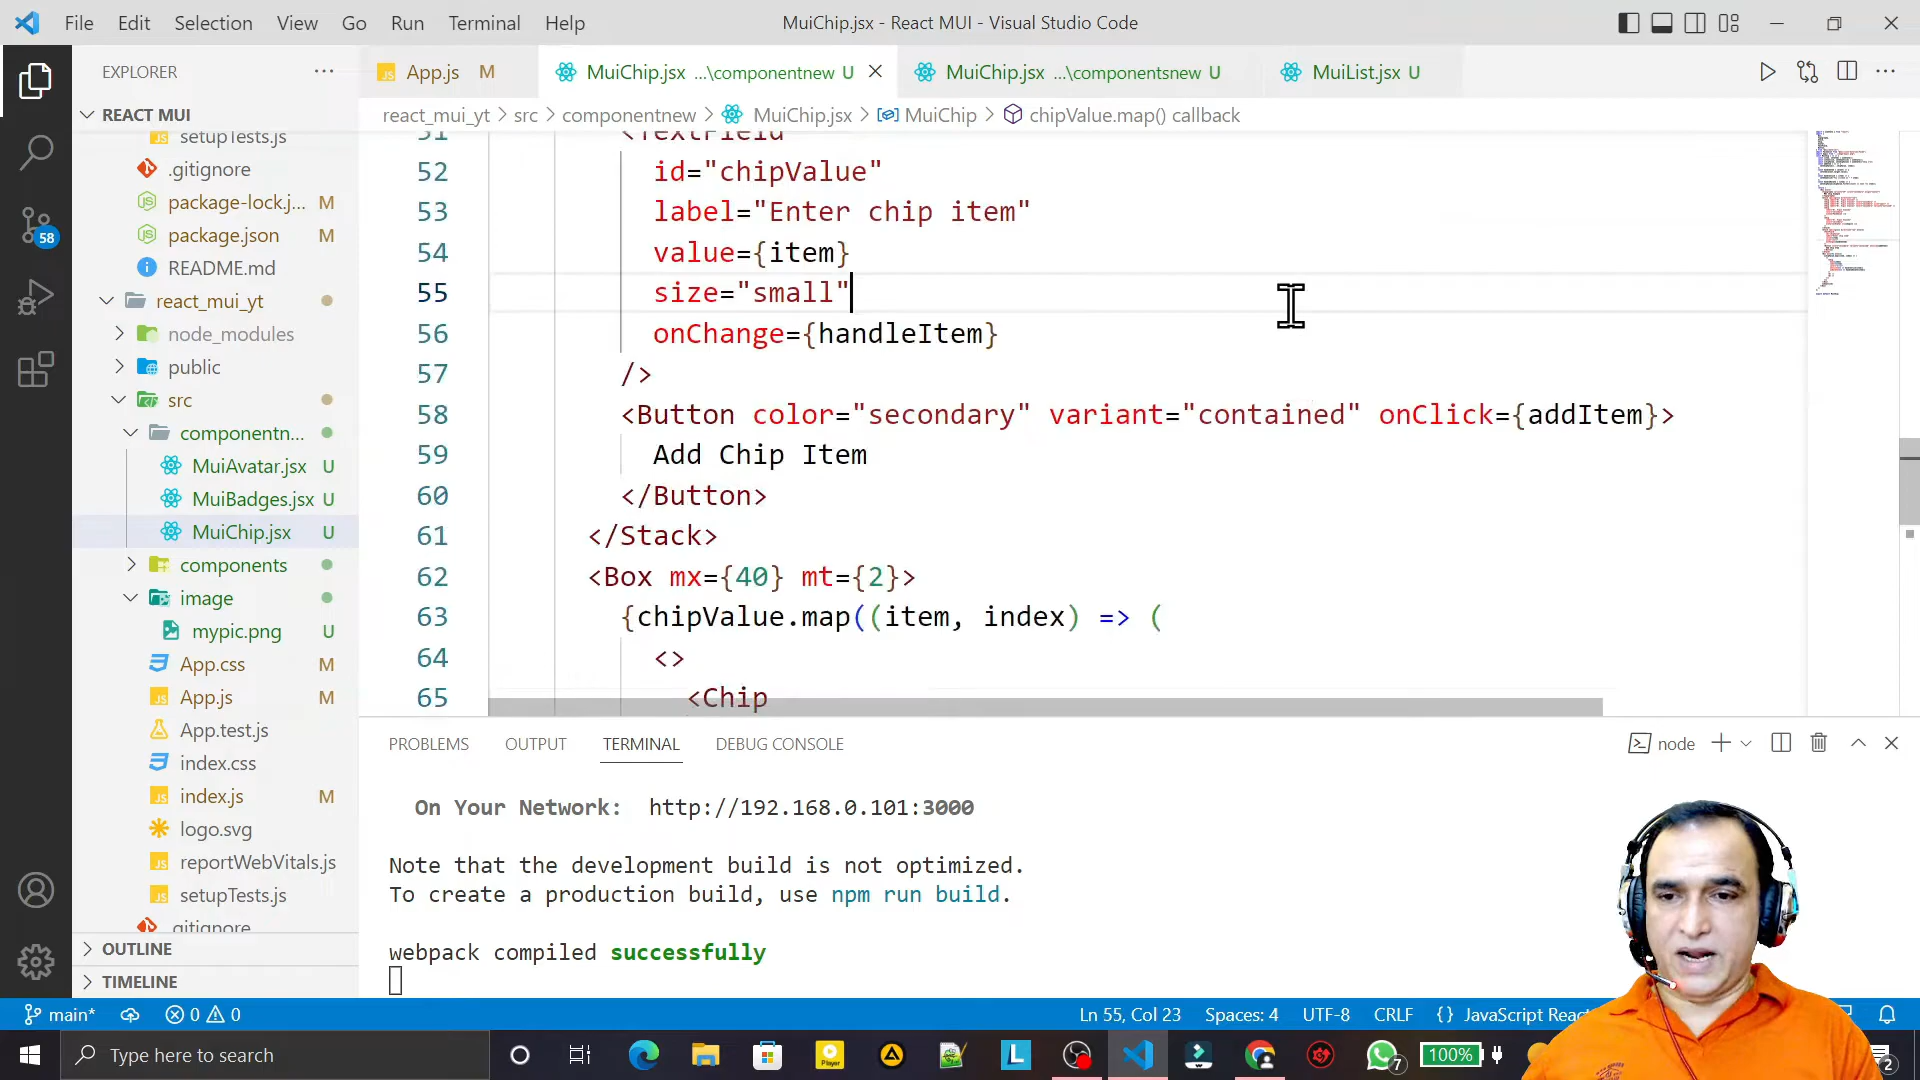 File Edit Selection View Go Run Terminal Help
MuiChip.jsx - React MUI - Visual Studio Code
EXPLORER
App.js M
MuiChip.jsx ...\componentnew U
MuiChip.jsx ...\componentsnew U
MuiList.jsx U
REACT MUI
react_mui_yt > src > componentnew > MuiChip.jsx > MuiChip > chipValue.map() callback
setupTests.js
.gitignore
package-lock.j... M
package.json M
README.md
react_mui_yt
node_modules
public
src
componentn...
MuiAvatar.jsx U
MuiBadges.jsx U
MuiChip.jsx U
components
image
mypic.png U
App.css M
App.js M
App.test.js
index.css
index.js M
logo.svg
reportWebVitals.js
setupTests.js
.gitignore
OUTLINE
TIMELINE
58
51 <TextField
52 id="chipValue"
53 label="Enter chip item"
54 value={item}
55 size="small"
56 onChange={handleItem}
57 />
58 <Button color="secondary" variant="contained" onClick={addItem}>
59 Add Chip Item
60 </Button>
61 </Stack>
62 <Box mx={40} mt={2}>
63 {chipValue.map((item, index) => (
64 <>
65 <Chip
PROBLEMS OUTPUT TERMINAL DEBUG CONSOLE
node
On Your Network: http://192.168.0.101:3000
Note that the development build is not optimized.
To create a production build, use npm run build.
webpack compiled successfully
main* 0 0
Ln 55, Col 23 Spaces: 4 UTF-8 CRLF {} JavaScript Reac
Type here to search
Player
L
7
100%
2